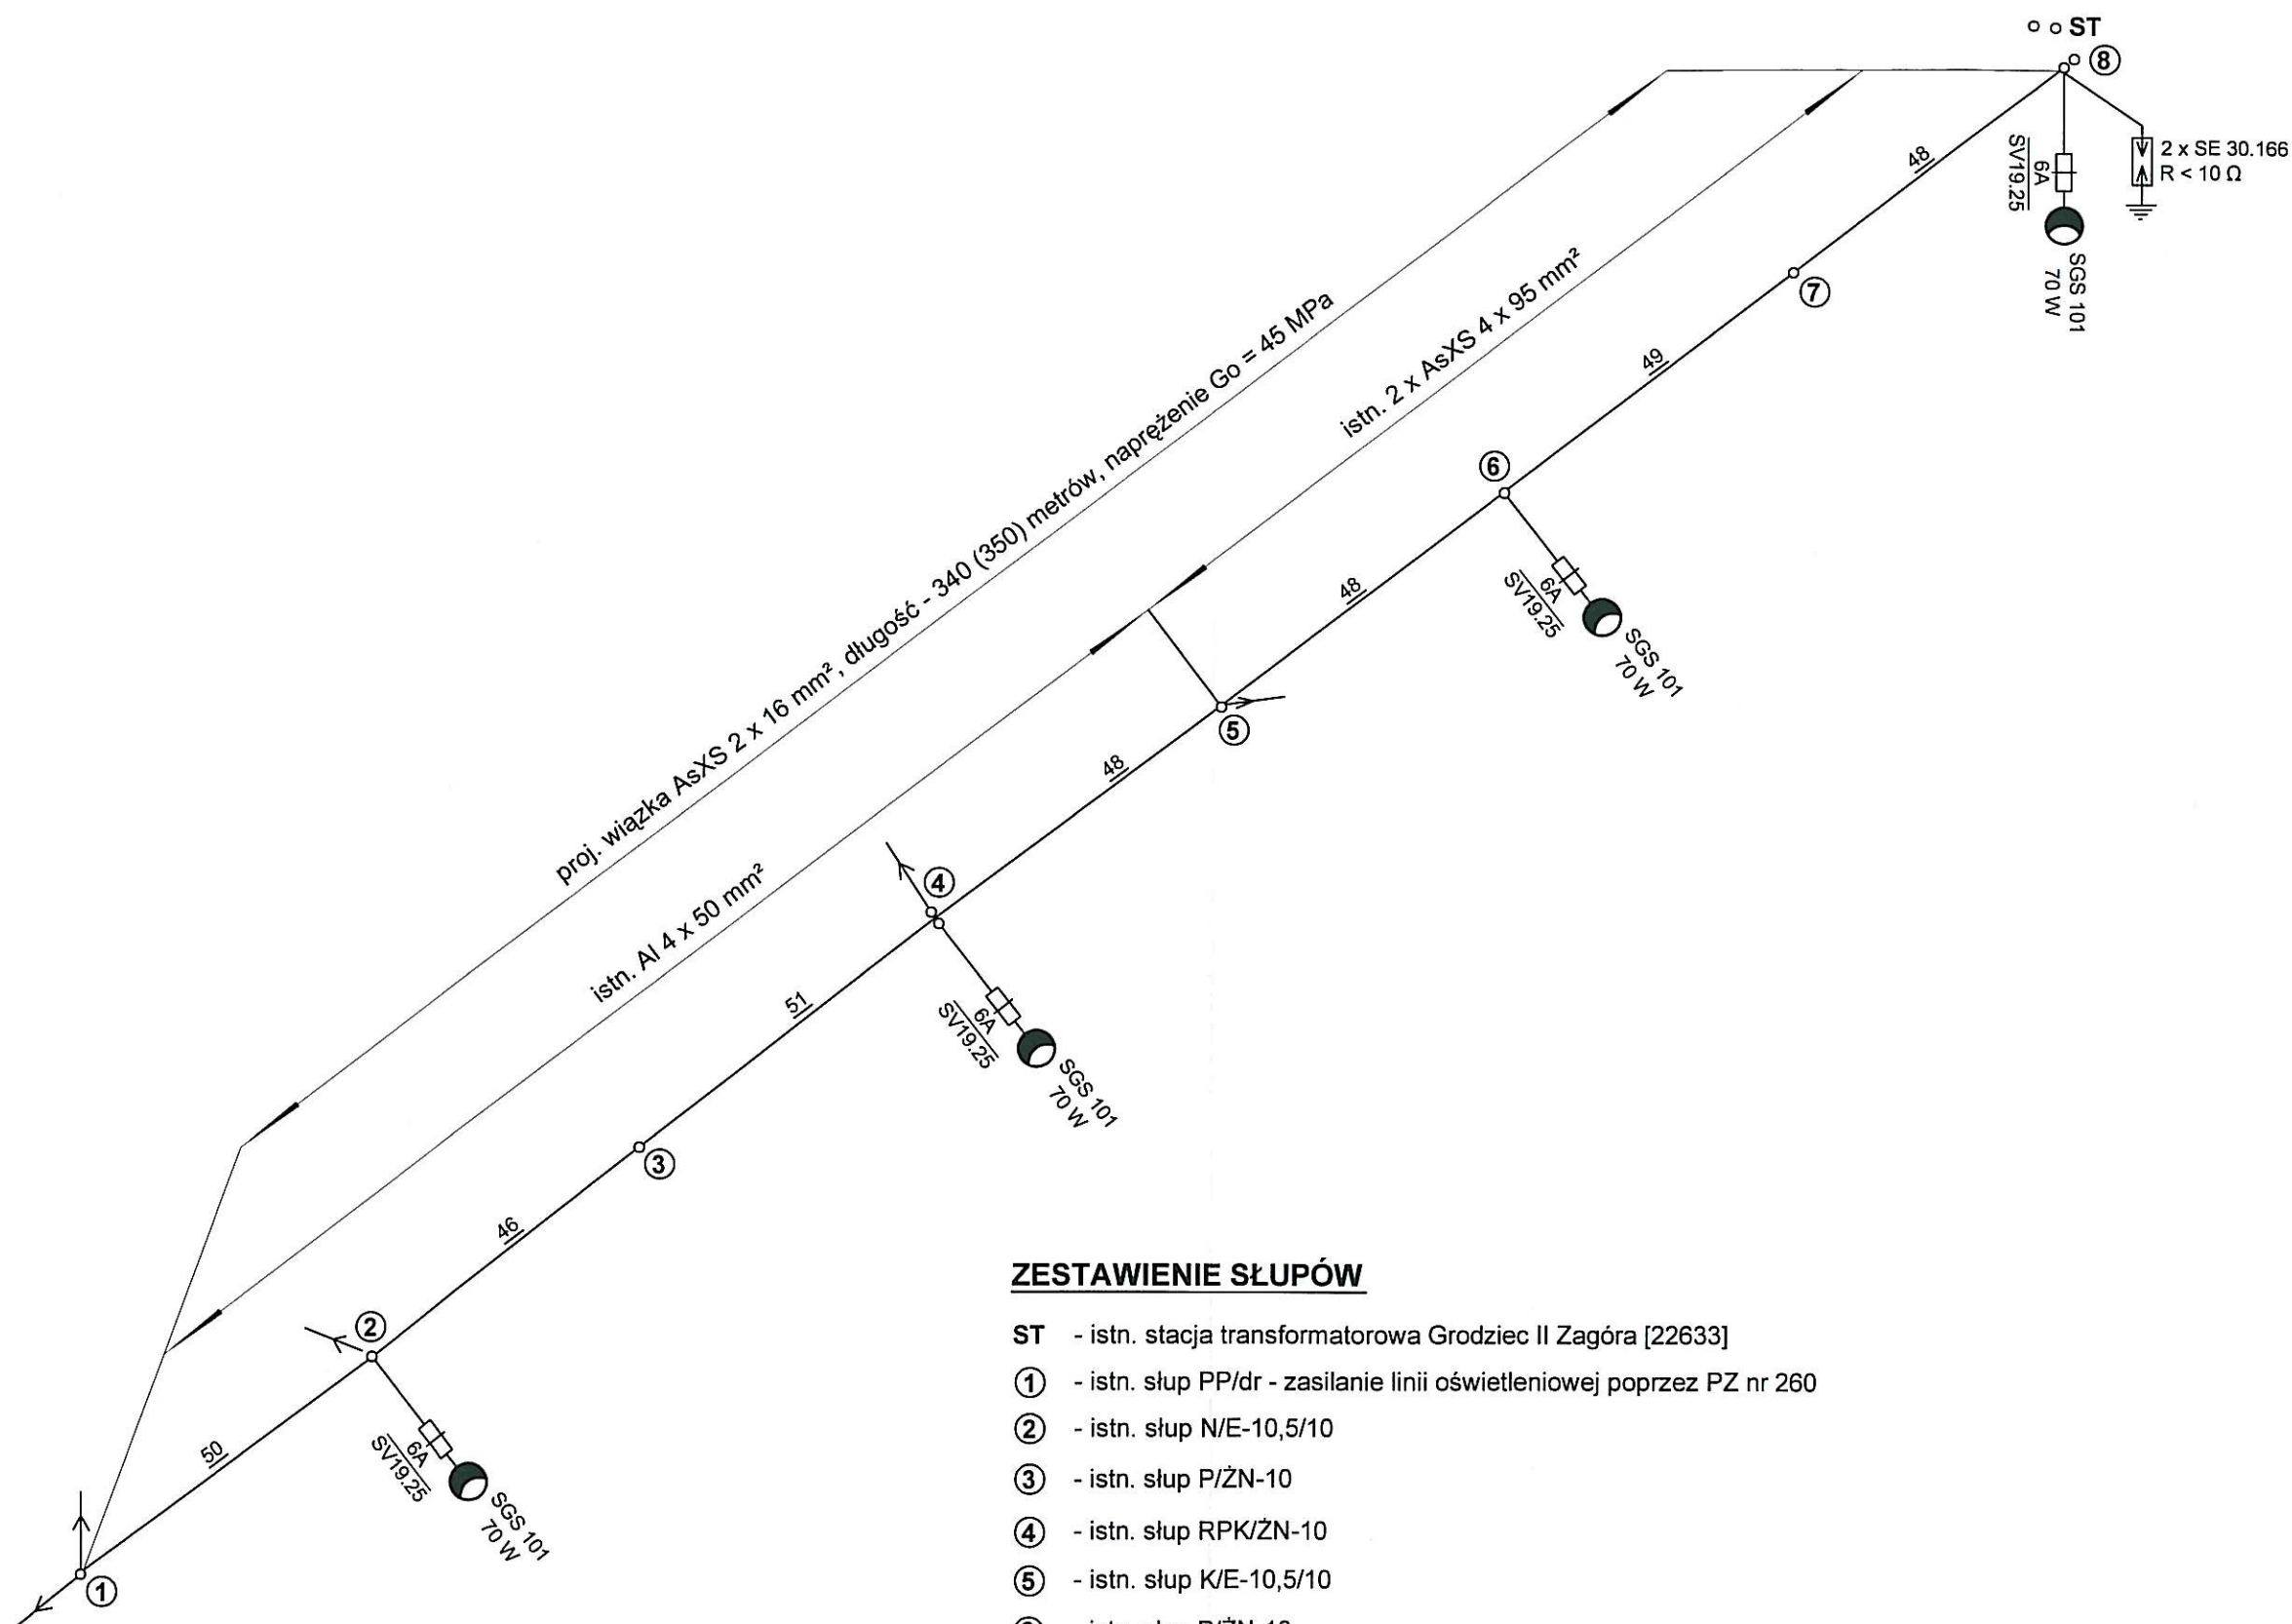 ST
8
48
6A
SV19.25
2 x SE 30.166
R < 10 Ω
SGS 101
70 W
7
49
proj. wiązka AsXS 2 x 16 mm², długość - 340 (350) metrów, naprężenie Go = 45 MPa
istn. 2 x AsXS 4 x 95 mm²
6
48
6A
SV19.25
SGS 101
70 W
5
48
istn. Al 4 x 50 mm²
4
51
6A
SV19.25
SGS 101
70 W
3
46
2
50
6A
SV19.25
SGS 101
70 W
1
ZESTAWIENIE SŁUPÓW
ST - istn. stacja transformatorowa Grodziec II Zagóra [22633]
1 - istn. słup PP/dr - zasilanie linii oświetleniowej poprzez PZ nr 260
2 - istn. słup N/E-10,5/10
3 - istn. słup P/ŻN-10
4 - istn. słup RPK/ŻN-10
5 - istn. słup K/E-10,5/10